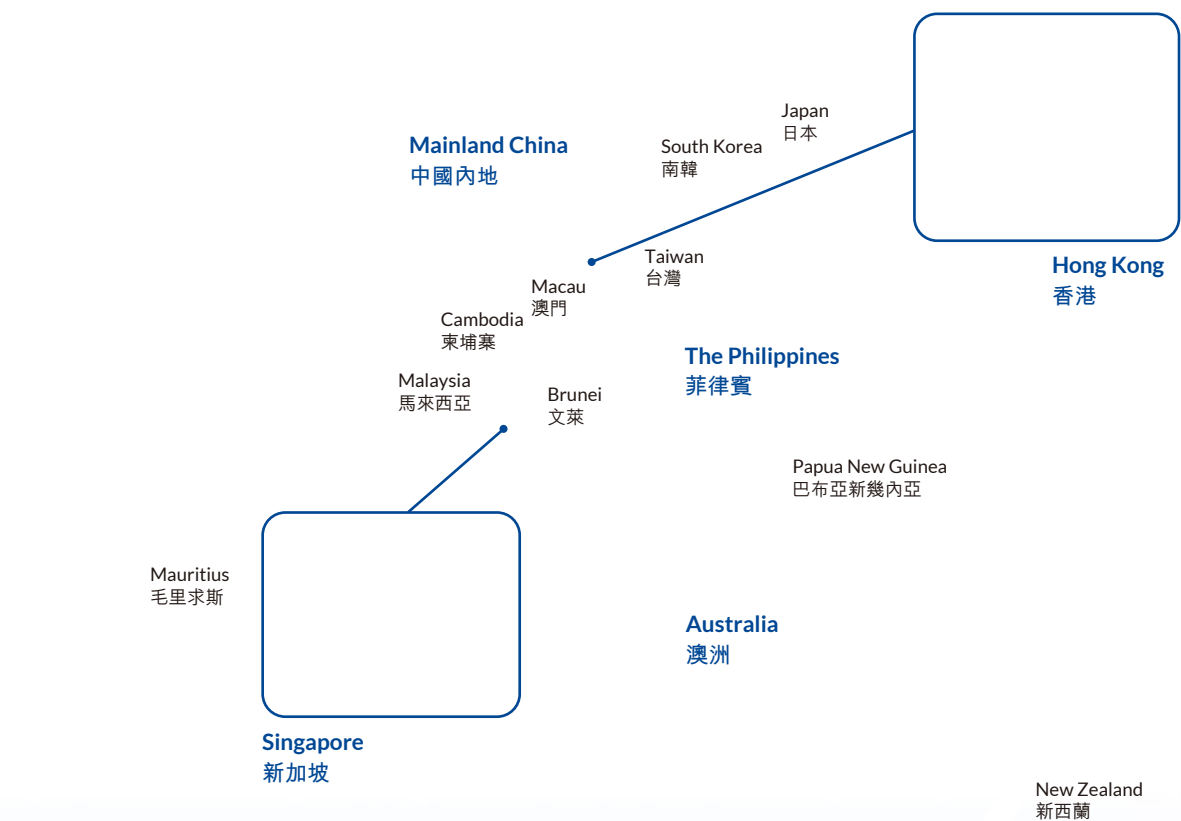 Japan
日本
Mainland China
中國內地
South Korea
南韓
Taiwan
台灣
Hong Kong
香港
Macau
澳門
Cambodia
柬埔寨
The Philippines
菲律賓
Malaysia
馬來西亞
Brunei
文萊
Papua New Guinea
巴布亞新幾內亞
Mauritius
毛里求斯
Australia
澳洲
Singapore
新加坡
New Zealand
新西蘭